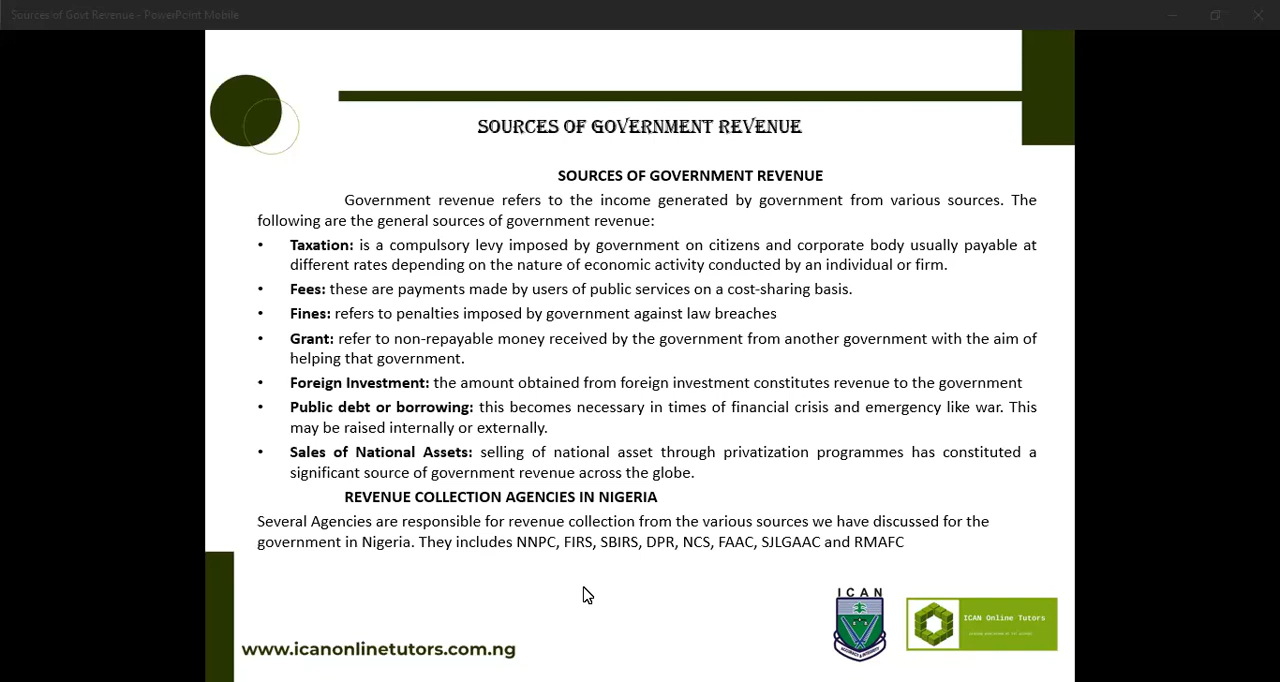 Sources of Govt Revenue - PowerPoint Mobile
SOURCES OF GOVERNMENT REVENUE
SOURCES OF GOVERNMENT REVENUE
Government revenue refers to the income generated by government from various sources. The
following are the general sources of government revenue:
• Taxation: is a compulsory levy imposed by government on citizens and corporate body usually payable at
different rates depending on the nature of economic activity conducted by an individual or firm.
• Fees: these are payments made by users of public services on a cost-sharing basis.
• Fines: refers to penalties imposed by government against law breaches
• Grant: refer to non-repayable money received by the government from another government with the aim of
helping that government.
• Foreign Investment: the amount obtained from foreign investment constitutes revenue to the government
• Public debt or borrowing: this becomes necessary in times of financial crisis and emergency like war. This
may be raised internally or externally.
• Sales of National Assets: selling of national asset through privatization programmes has constituted a
significant source of government revenue across the globe.
REVENUE COLLECTION AGENCIES IN NIGERIA
Several Agencies are responsible for revenue collection from the various sources we have discussed for the
government in Nigeria. They includes NNPC, FIRS, SBIRS, DPR, NCS, FAAC, SJLGAAC and RMAFC
ICAN
ACCURACY & INTEGRITY
ICAN Online Tutors
www.icanonlinetutors.com.ng